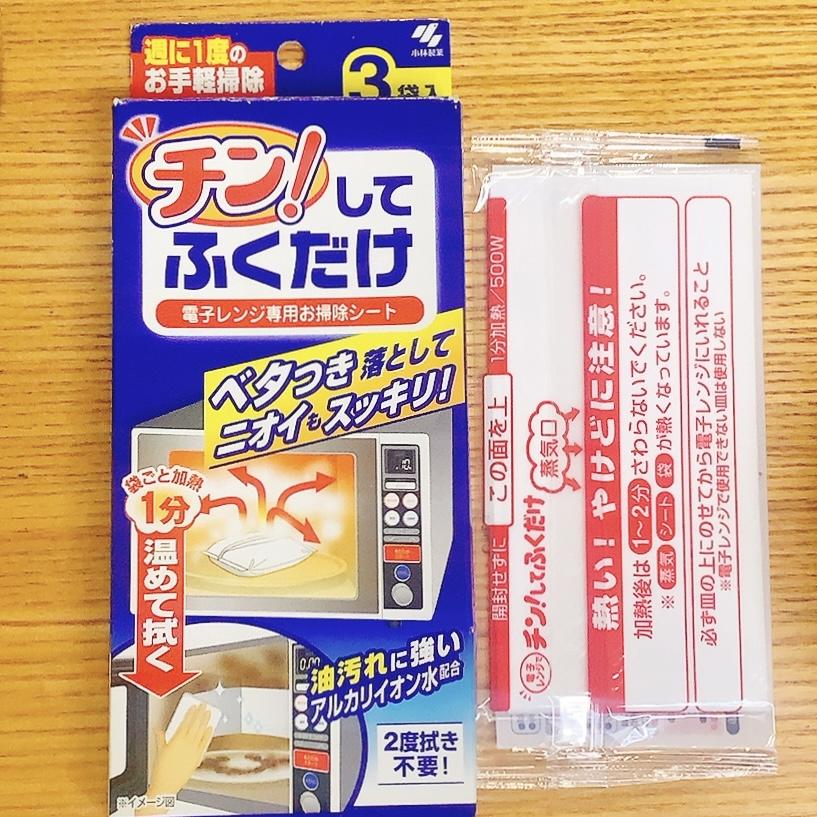 週に1度の
お手軽掃除
小林製薬
3袋入
チン!して
ふくだけ
電子レンジ専用お掃除シート
ベタつき落として
ニオイもスッキリ!
袋ごと加熱
1分
温めて拭く
油汚れに強い
アルカリイオン水配合
2度拭き
不要!
※イメージ図
開封せずに この面を上 1分加熱/500W
電子レンジで チン!してふくだけ
蒸気口
熱い!やけどに注意!
加熱後は 1~2分 さわらないでください。
※ 蒸気 シート 袋 が熱くなっています。
必ず皿の上にのせてから電子レンジにいれること
※電子レンジで使用できない皿は使用しない